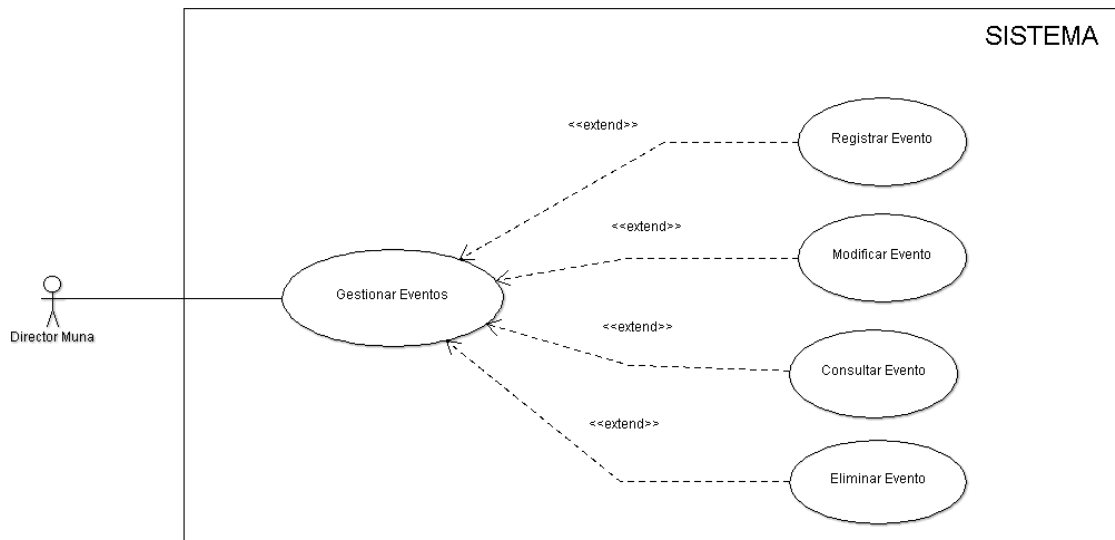 SISTEMA
<<extend>>
Registrar Evento
<<extend>>
Modificar Evento
Gestionar Eventos
Director Muna
<<extend>>
Consultar Evento
<<extend>>
Eliminar Evento